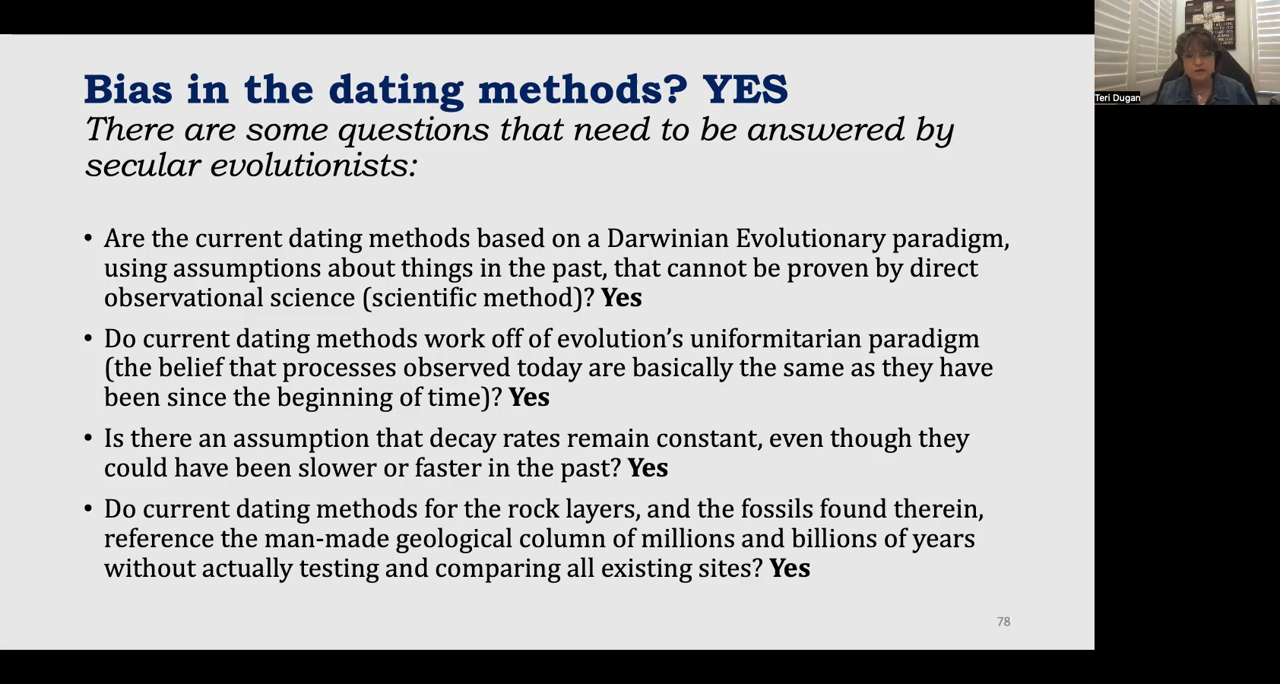 Bias in the dating methods? YES
There are some questions that need to be answered by
secular evolutionists:
• Are the current dating methods based on a Darwinian Evolutionary paradigm,
using assumptions about things in the past, that cannot be proven by direct
observational science (scientific method)? Yes
• Do current dating methods work off of evolution's uniformitarian paradigm
(the belief that processes observed today are basically the same as they have
been since the beginning of time)? Yes
• Is there an assumption that decay rates remain constant, even though they
could have been slower or faster in the past? Yes
• Do current dating methods for the rock layers, and the fossils found therein,
reference the man-made geological column of millions and billions of years
without actually testing and comparing all existing sites? Yes
78
Teri Dugan